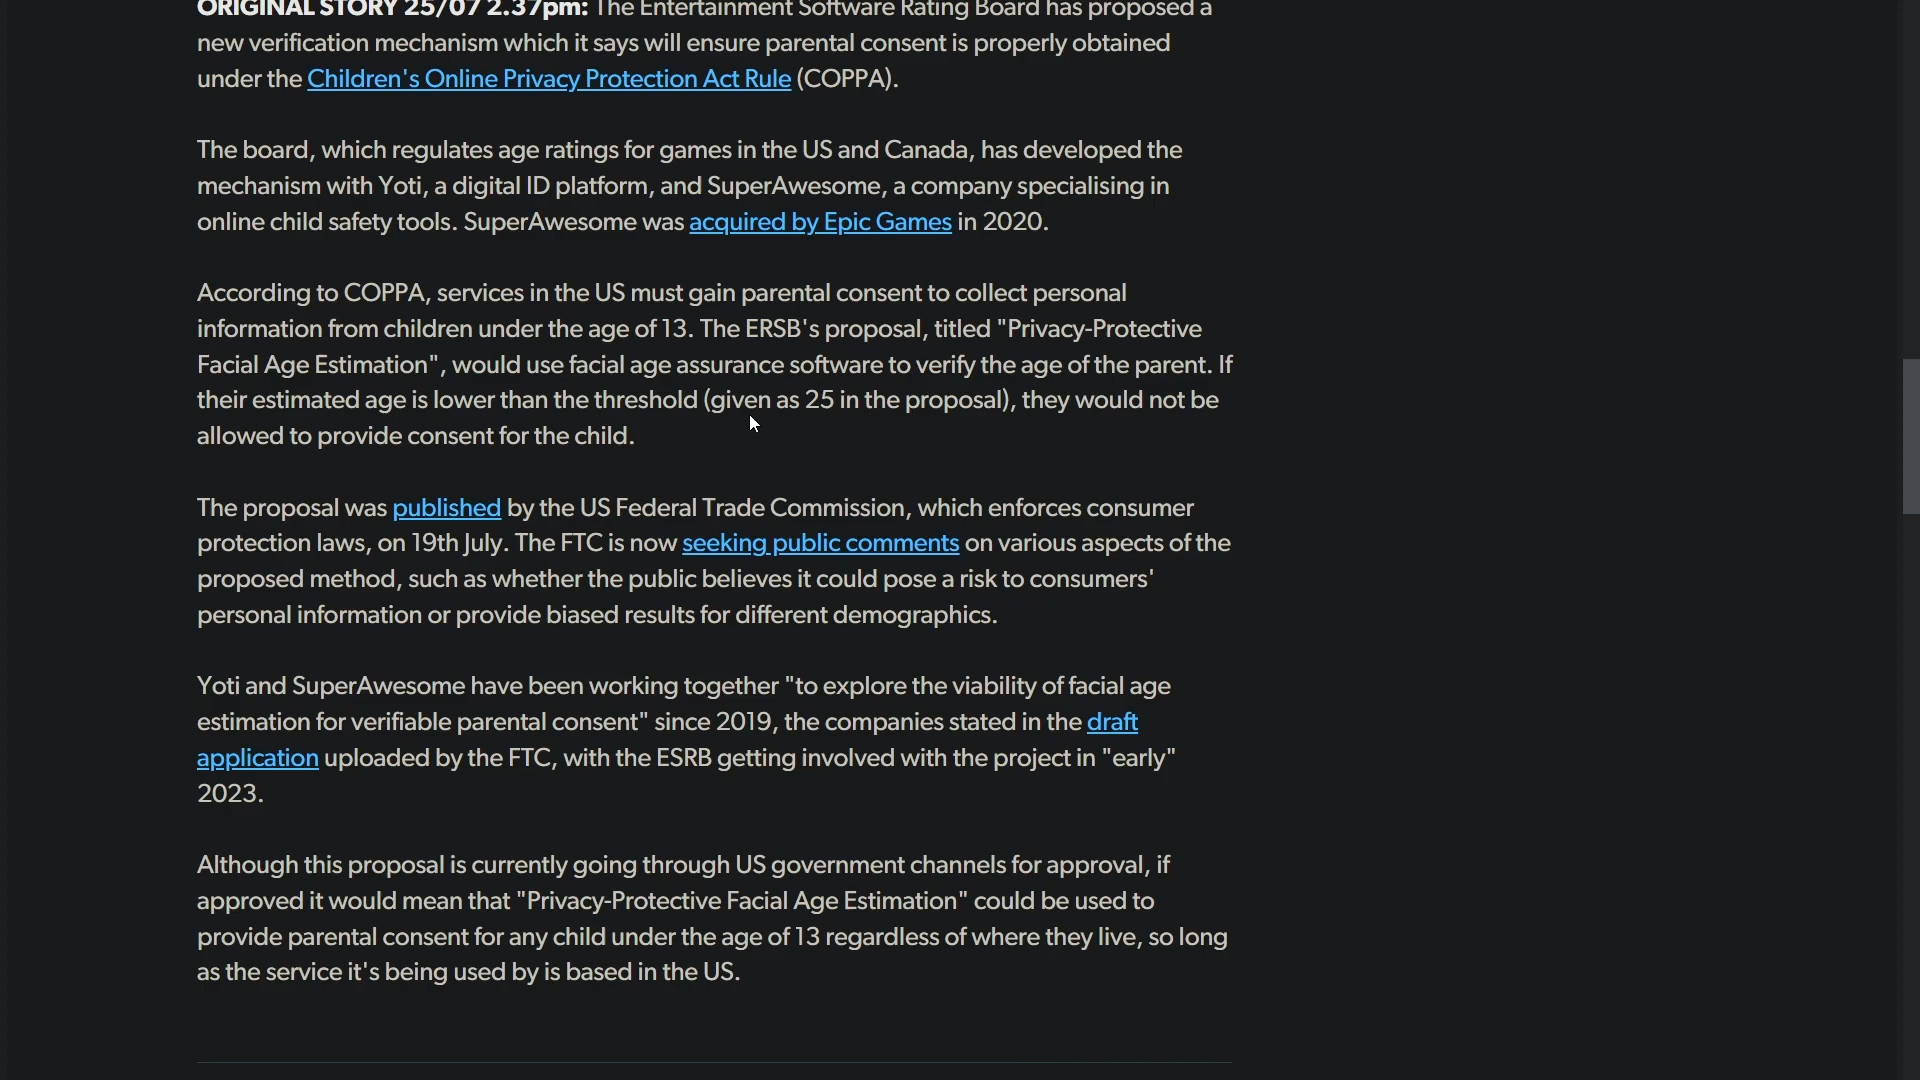 ORIGINAL STORY 25/07 2.37pm: The Entertainment Software Rating Board has proposed a
new verification mechanism which it says will ensure parental consent is properly obtained
under the Children's Online Privacy Protection Act Rule (COPPA).
The board, which regulates age ratings for games in the US and Canada, has developed the
mechanism with Yoti, a digital ID platform, and SuperAwesome, a company specialising in
online child safety tools. SuperAwesome was acquired by Epic Games in 2020.
According to COPPA, services in the US must gain parental consent to collect personal
information from children under the age of 13. The ERSB's proposal, titled "Privacy-Protective
Facial Age Estimation", would use facial age assurance software to verify the age of the parent. If
their estimated age is lower than the threshold (given as 25 in the proposal), they would not be
allowed to provide consent for the child.
The proposal was published by the US Federal Trade Commission, which enforces consumer
protection laws, on 19th July. The FTC is now seeking public comments on various aspects of the
proposed method, such as whether the public believes it could pose a risk to consumers'
personal information or provide biased results for different demographics.
Yoti and SuperAwesome have been working together "to explore the viability of facial age
estimation for verifiable parental consent" since 2019, the companies stated in the draft
application uploaded by the FTC, with the ESRB getting involved with the project in "early"
2023.
Although this proposal is currently going through US government channels for approval, if
approved it would mean that "Privacy-Protective Facial Age Estimation" could be used to
provide parental consent for any child under the age of 13 regardless of where they live, so long
as the service it's being used by is based in the US.